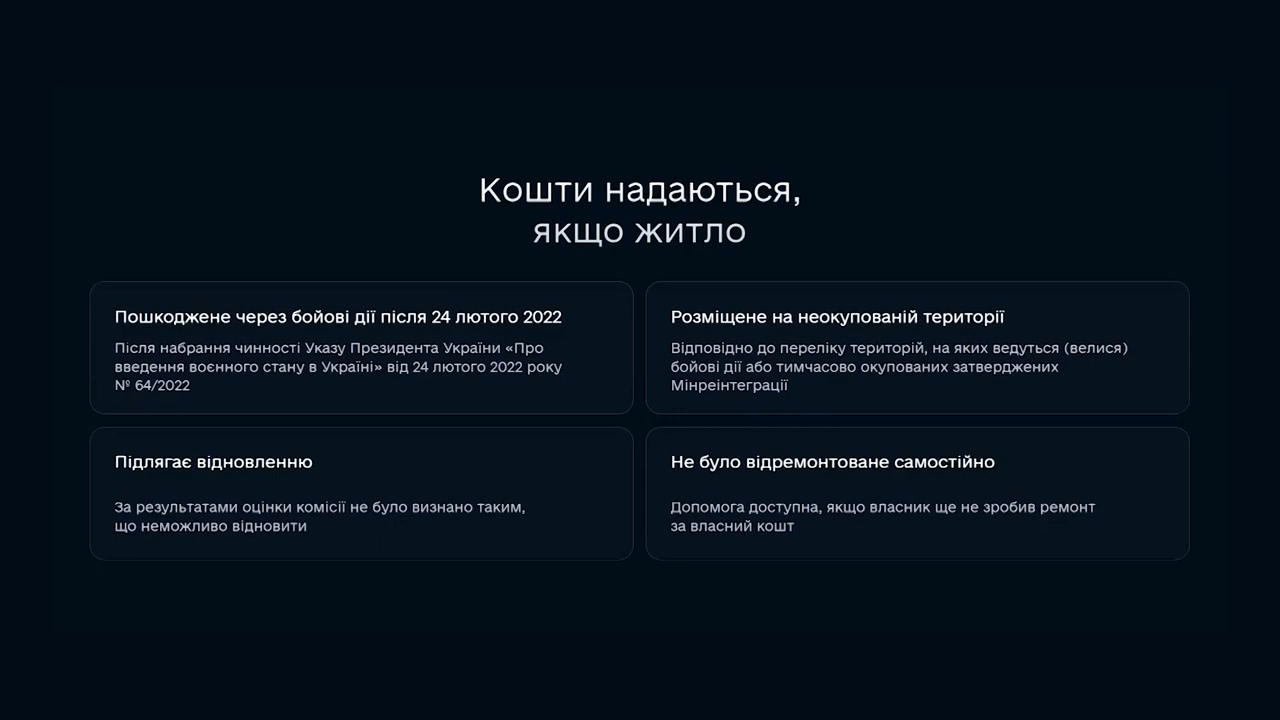 Кошти надаються,
якщо житло
Пошкоджене через бойові дії після 24 лютого 2022
Після набрання чинності Указу Президента України «Про
введення воєнного стану в Україні» від 24 лютого 2022 року
№ 64/2022
Розміщене на неокупованій території
Відповідно до переліку територій, на яких ведуться (велися)
бойові дії або тимчасово окупованих затверджених
Мінреінтеграції
Підлягає відновленню
За результатами оцінки комісії не було визнано таким,
що неможливо відновити
Не було відремонтоване самостійно
Допомога доступна, якщо власник ще не зробив ремонт
за власний кошт